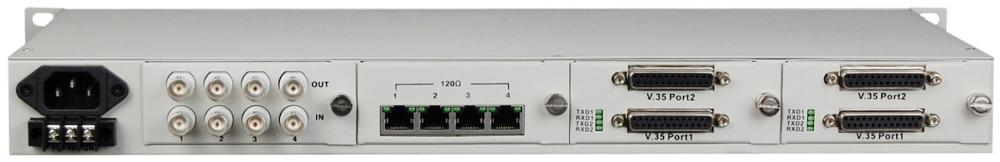 OUT
IN
1 2 3 4
120Ω
1 2 3 4
V.35 Port2
TXD1
RXD1
TXD2
RXD2
V.35 Port1
V.35 Port2
TXD1
RXD1
TXD2
RXD2
V.35 Port1